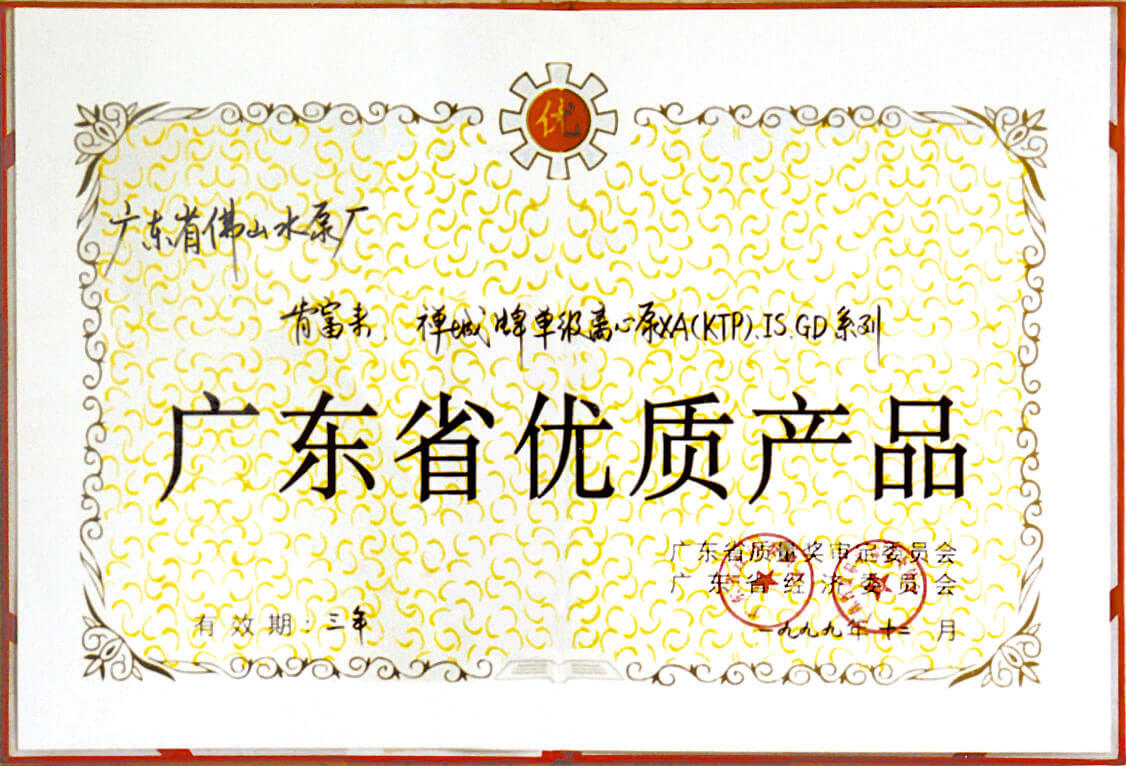 优
广东省佛山水泵厂
肯富来、禅城牌单级离心泵XA(KTP).IS.GD系列
广东省优质产品
广东省质量奖审定委员会
广东省经济委员会
有效期：三年
一九九九年十二月